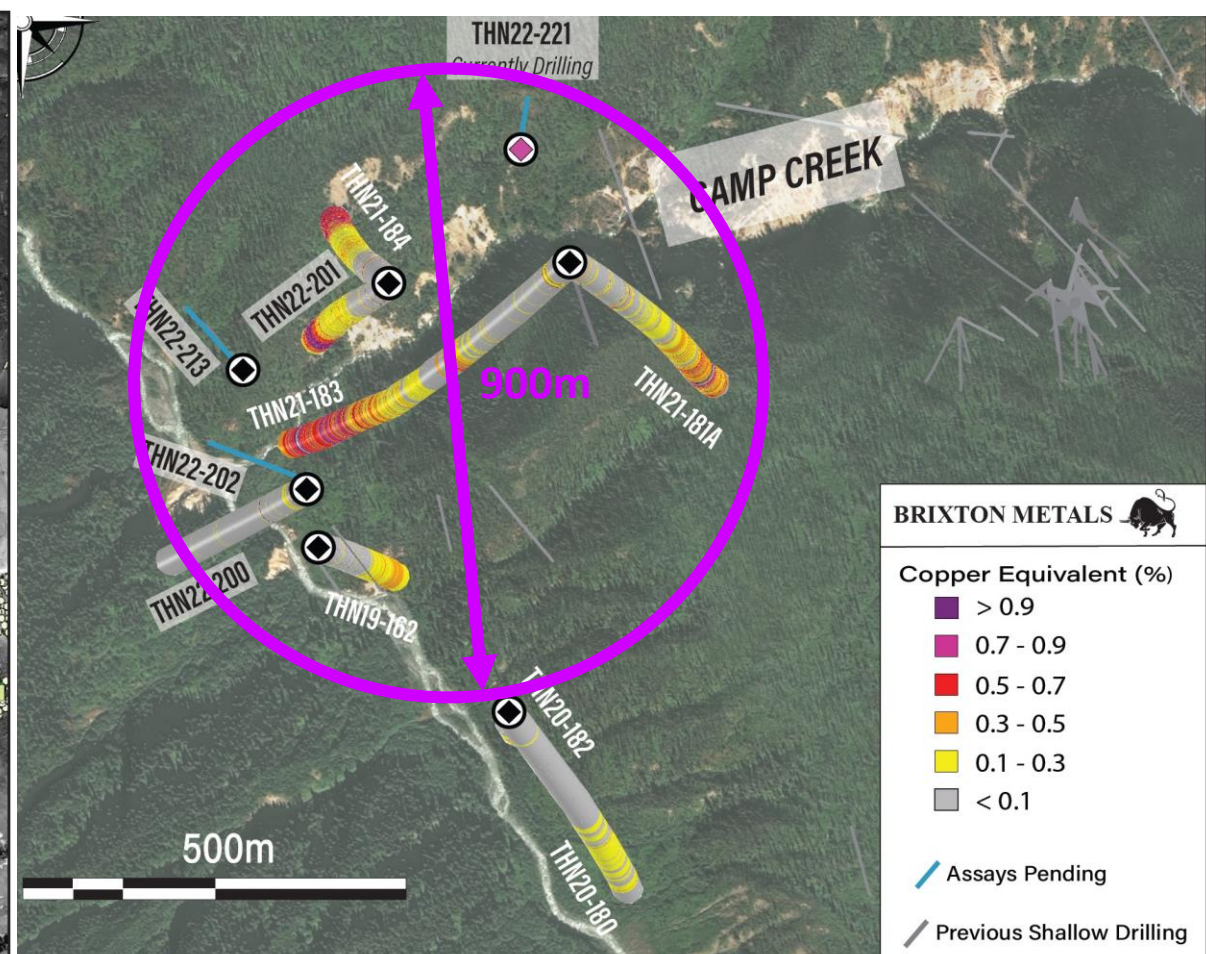 THN22-221
Currently Drilling
CAMP CREEK
THN21-184
THN22-201
THN22-213
THN21-183
900m
THN21-181A
THN22-202
THN22-200
THN19-162
THN20-182
THN20-180
500m
BRIXTON METALS
Copper Equivalent (%)
> 0.9
0.7 - 0.9
0.5 - 0.7
0.3 - 0.5
0.1 - 0.3
< 0.1
Assays Pending
Previous Shallow Drilling